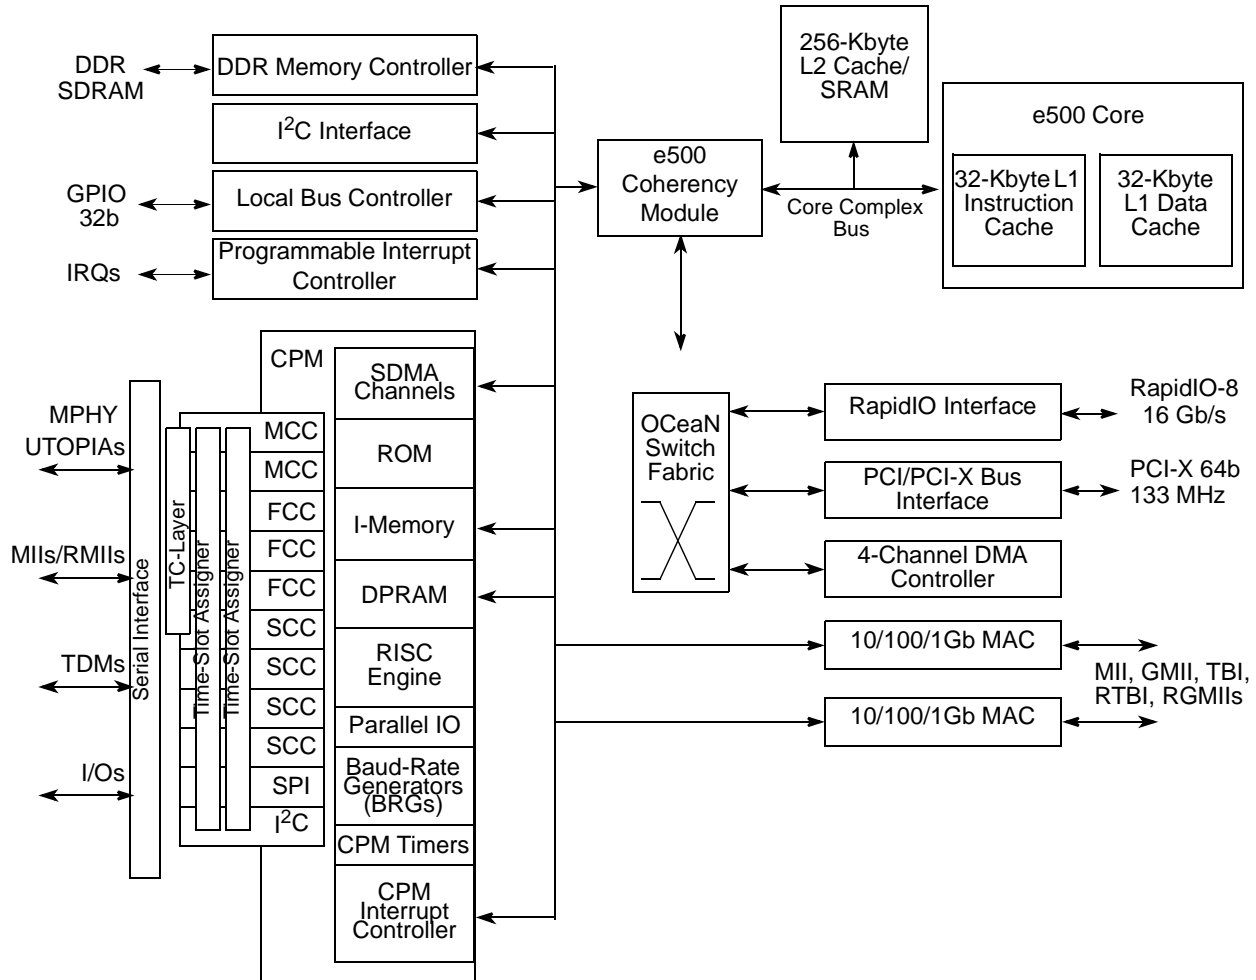 DDR
SDRAM
DDR Memory Controller
I²C Interface
GPIO
32b
Local Bus Controller
IRQs
Programmable Interrupt
Controller
256-Kbyte
L2 Cache/
SRAM
e500
Coherency
Module
Core Complex
Bus
e500 Core
32-Kbyte L1
Instruction
Cache
32-Kbyte
L1 Data
Cache
CPM
SDMA
Channels
ROM
I-Memory
DPRAM
RISC
Engine
Parallel IO
Baud-Rate
Generators
(BRGs)
CPM Timers
CPM
Interrupt
Controller
MPHY
UTOPIAs
MIIs/RMIIs
TDMs
I/Os
Serial Interface
TC-Layer
Time-Slot Assigner
Time-Slot Assigner
MCC
MCC
FCC
FCC
FCC
SCC
SCC
SCC
SCC
SPI
I²C
OCeaN
Switch
Fabric
RapidIO Interface
RapidIO-8
16 Gb/s
PCI/PCI-X Bus
Interface
PCI-X 64b
133 MHz
4-Channel DMA
Controller
10/100/1Gb MAC
10/100/1Gb MAC
MII, GMII, TBI,
RTBI, RGMIIs